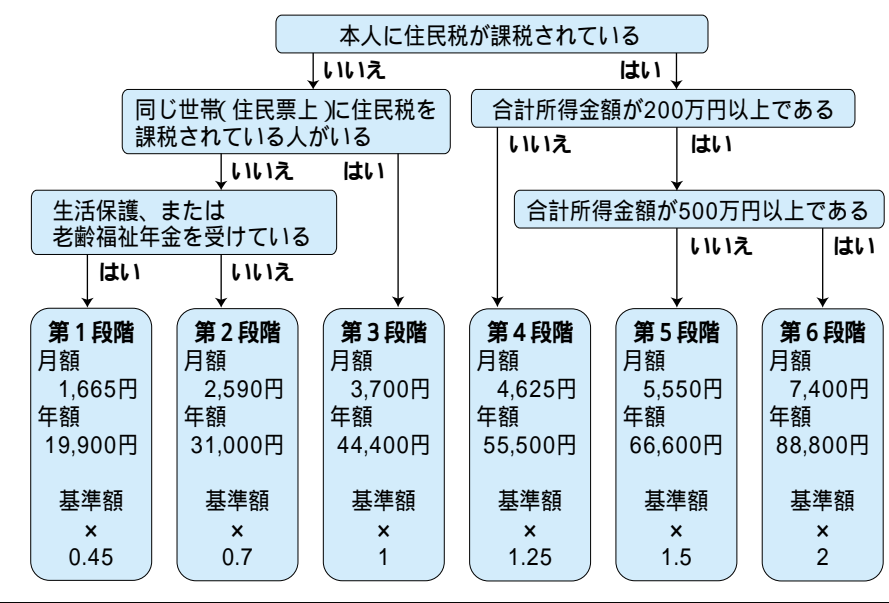 本人に住民税が課税されている
いいえ
はい
同じ世帯(住民票上)に住民税を
課税されている人がいる
合計所得金額が200万円以上である
いいえ
はい
いいえ
はい
生活保護、または
老齢福祉年金を受けている
合計所得金額が500万円以上である
はい
いいえ
いいえ
はい
第1段階
月額
1,665円
年額
19,900円
基準額
×
0.45
第2段階
月額
2,590円
年額
31,000円
基準額
×
0.7
第3段階
月額
3,700円
年額
44,400円
基準額
×
1
第4段階
月額
4,625円
年額
55,500円
基準額
×
1.25
第5段階
月額
5,550円
年額
66,600円
基準額
×
1.5
第6段階
月額
7,400円
年額
88,800円
基準額
×
2